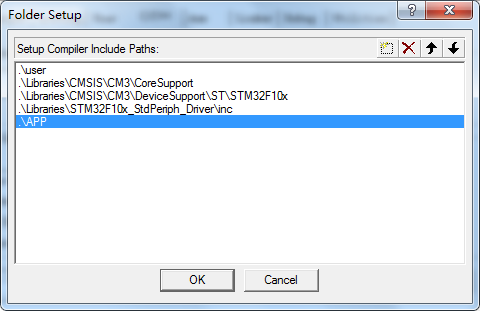 Folder Setup
Setup Compiler Include Paths:
.\user
.\Libraries\CMSIS\CM3\CoreSupport
.\Libraries\CMSIS\CM3\DeviceSupport\ST\STM32F10x
.\Libraries\STM32F10x_StdPeriph_Driver\inc
.\APP
OK
Cancel